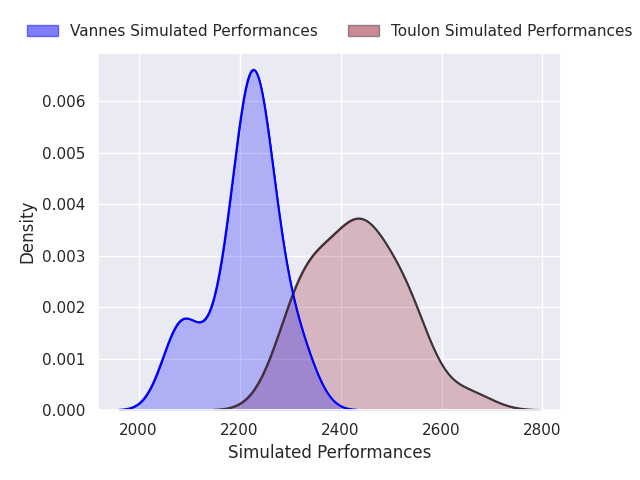 Vannes Simulated Performances Toulon Simulated Performances
0.006
0.005
0.004
0.003
0.002
0.001
0.000
Density
2000 2200 2400 2600 2800
Simulated Performances